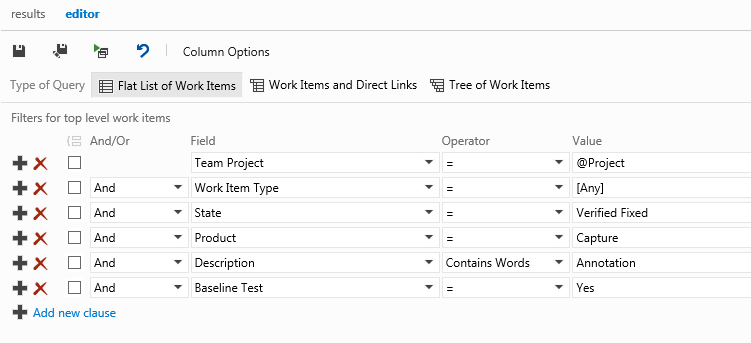 results editor
Column Options
Type of Query Flat List of Work Items Work Items and Direct Links Tree of Work Items
Filters for top level work items
And/Or Field Operator Value
Team Project = @Project
And Work Item Type = [Any]
And State = Verified Fixed
And Product = Capture
And Description Contains Words Annotation
And Baseline Test = Yes
Add new clause